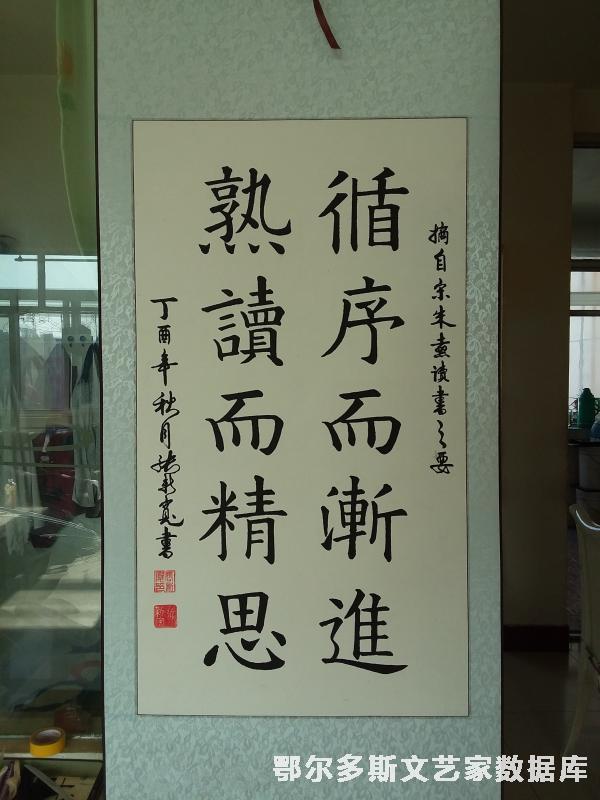 摘自宋朱熹读書之要
循序而漸進
熟讀而精思
丁酉年秋月 書
鄂尔多斯文艺家数据库